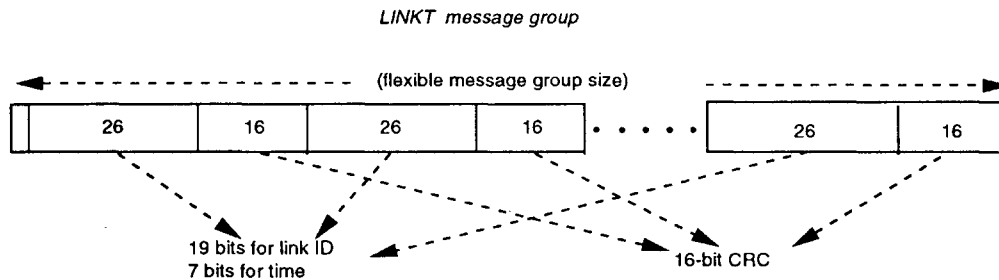 LINKT message group
(flexible message group size)
26 16 26 16 26 16
19 bits for link ID
7 bits for time
16-bit CRC